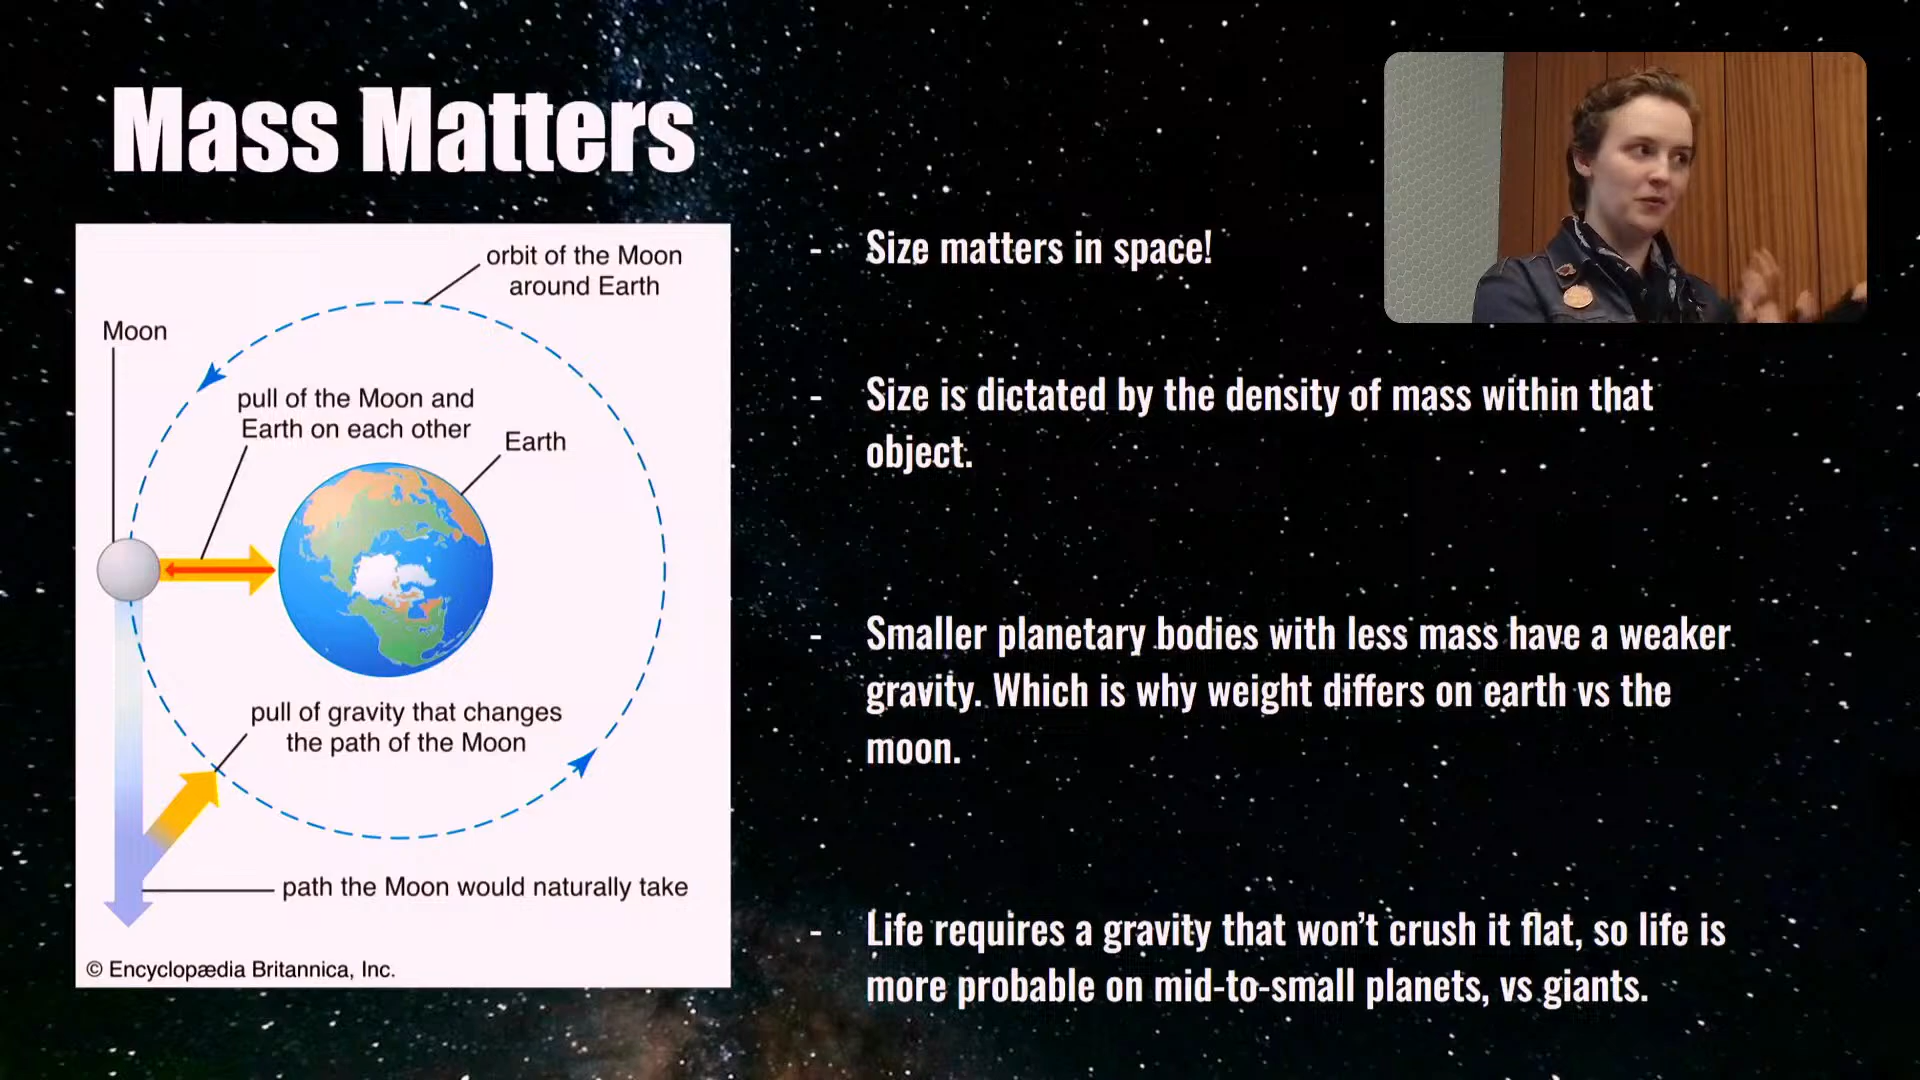 Mass Matters
orbit of the Moon
around Earth
Moon
pull of the Moon and
Earth on each other
Earth
pull of gravity that changes
the path of the Moon
path the Moon would naturally take
© Encyclopædia Britannica, Inc.
- Size matters in space!
- Size is dictated by the density of mass within that
object.
- Smaller planetary bodies with less mass have a weaker
gravity. Which is why weight differs on earth vs the
moon.
- Life requires a gravity that won’t crush it flat, so life is
more probable on mid-to-small planets, vs giants.